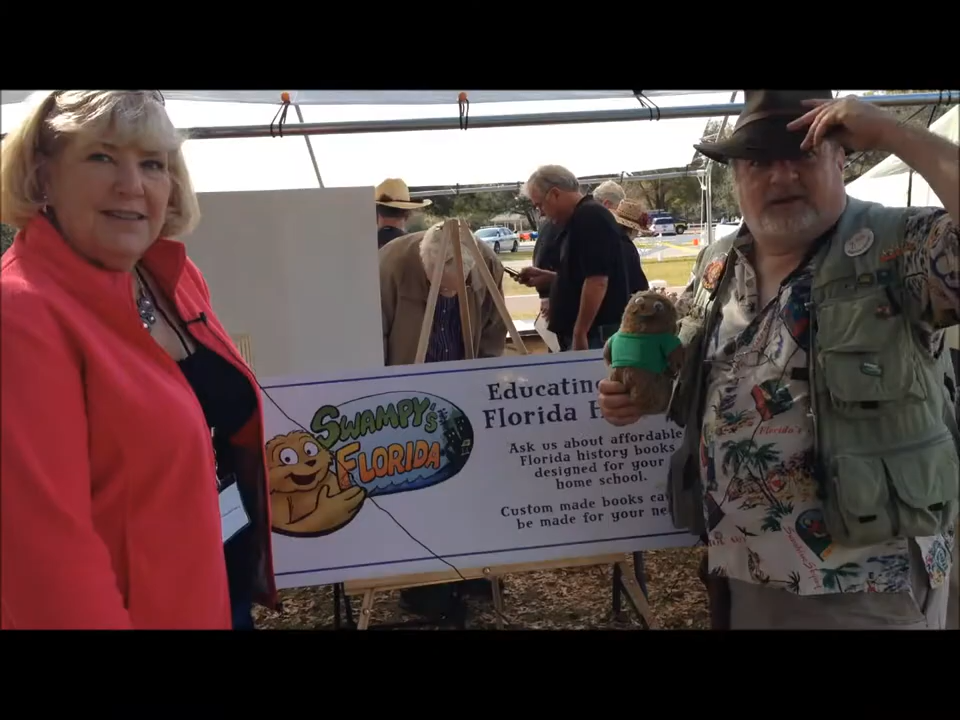 SWAMPY'S
FLORIDA
Educating
Florida H
Ask us about affordable
Florida history books
designed for your
home school.
Custom made books can
be made for your